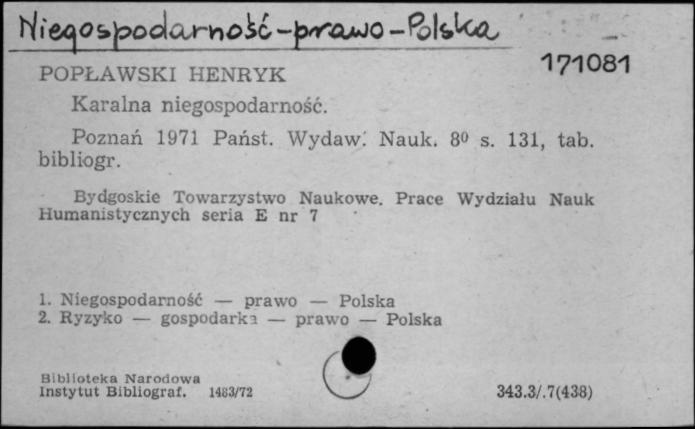 Niegospodarność-prawo-Polska
171081
POPŁAWSKI HENRYK
Karalna niegospodarność.
Poznań 1971 Państ. Wydaw. Nauk. 8⁰ s. 131, tab.
bibliogr.
Bydgoskie Towarzystwo Naukowe. Prace Wydziału Nauk
Humanistycznych seria E nr 7
1. Niegospodarność — prawo — Polska
2. Ryzyko — gospodarka — prawo — Polska
Biblioteka Narodowa
Instytut Bibliograf. 1483/72
343.3/.7(438)